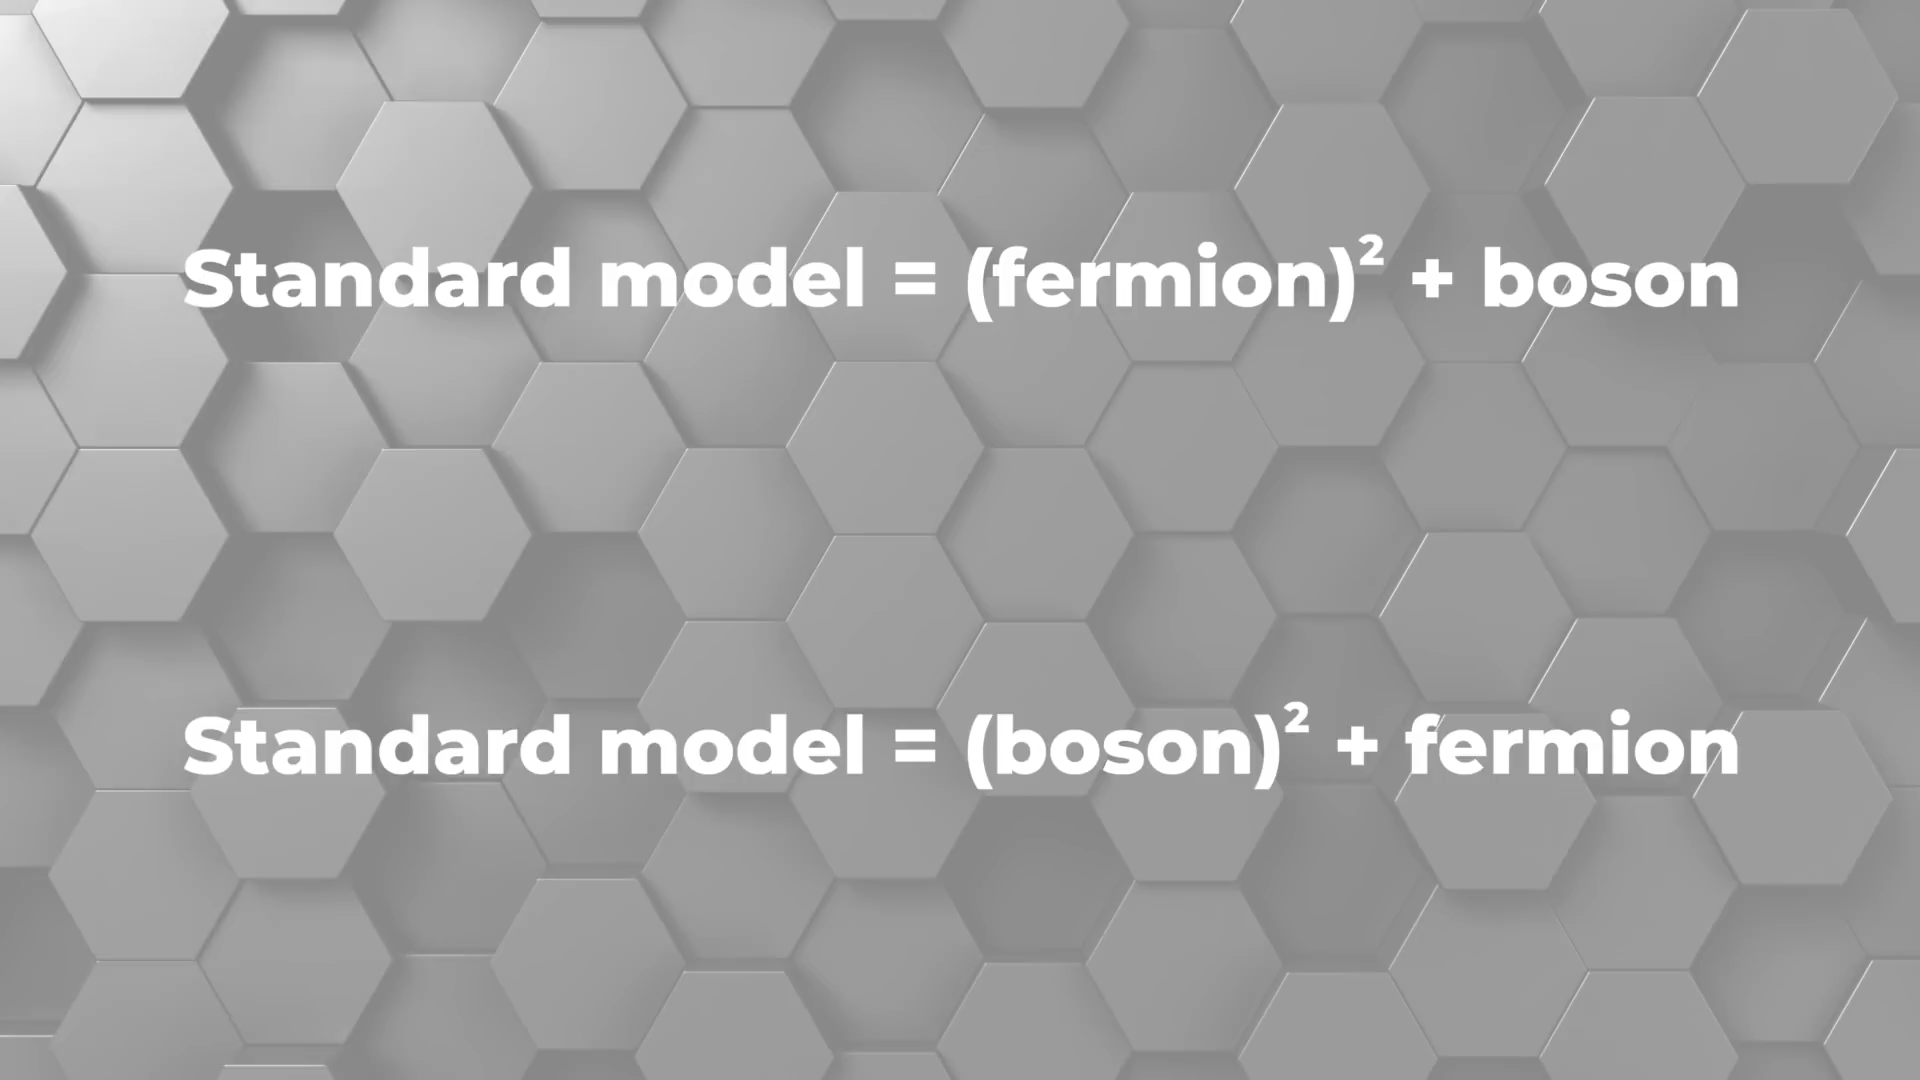 Standard model = (fermion)² + boson
Standard model = (boson)² + fermion